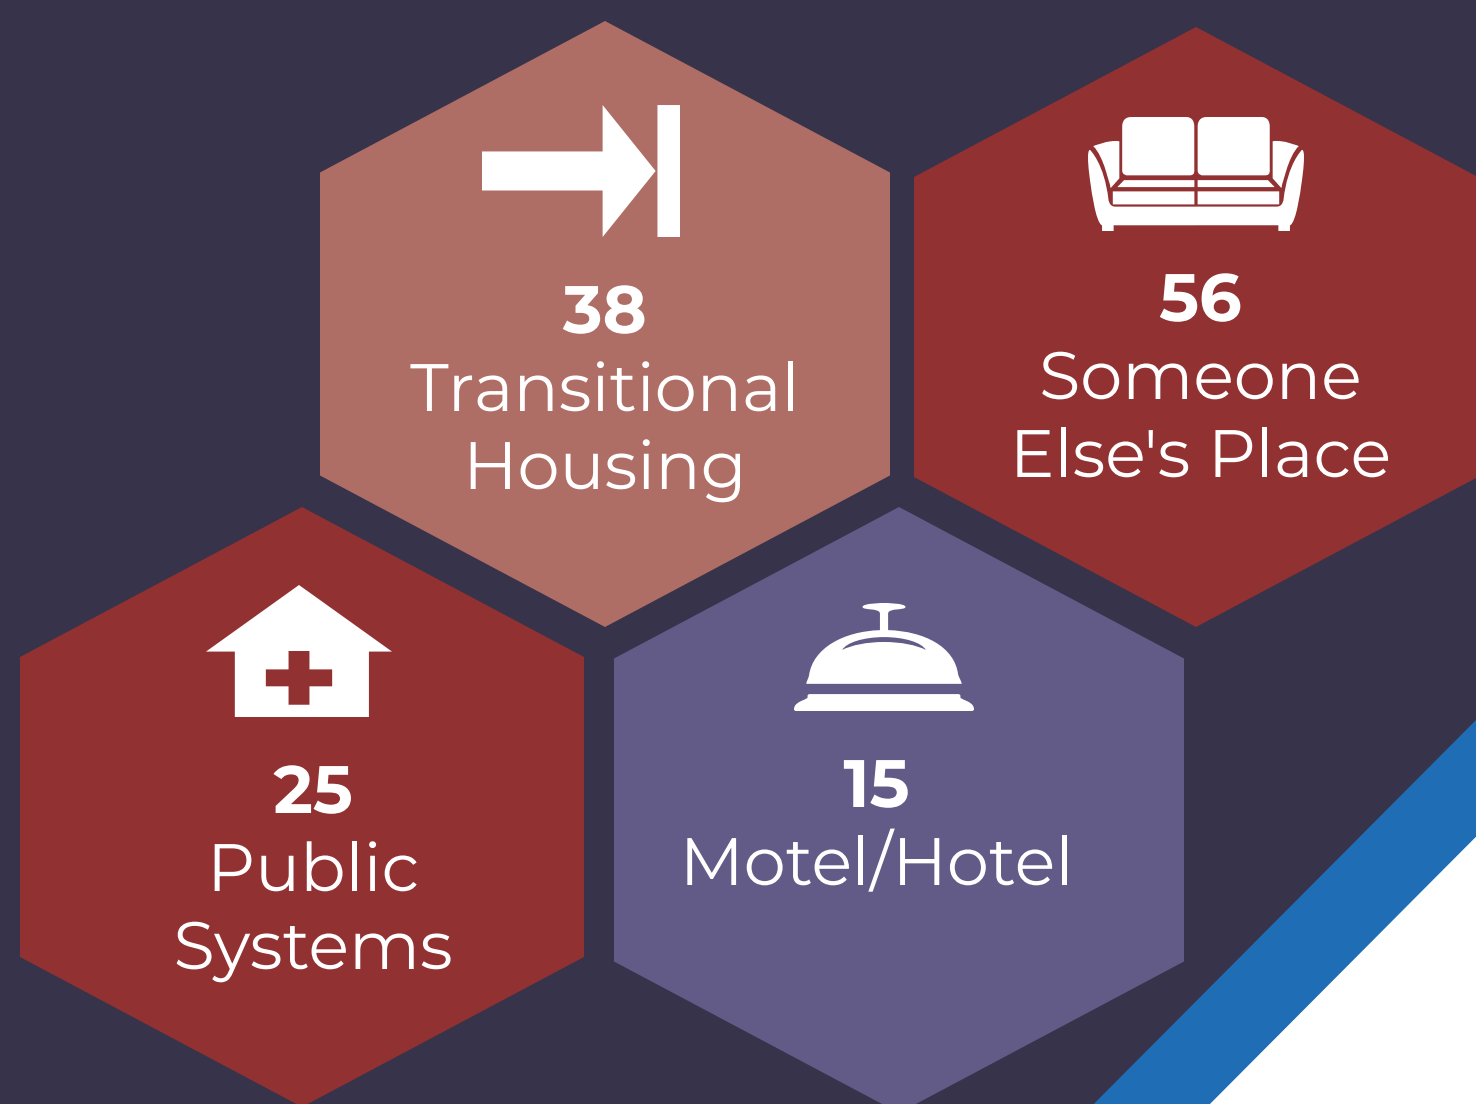 38
Transitional
Housing
56
Someone
Else's Place
25
Public
Systems
15
Motel/Hotel